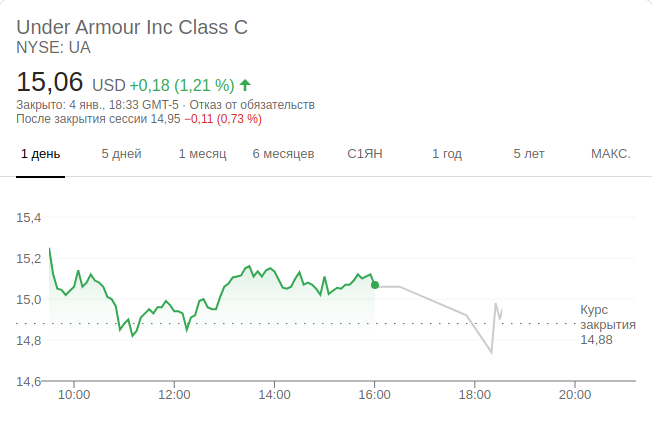 Under Armour Inc Class C
NYSE: UA
15,06 USD +0,18 (1,21 %)
Закрыто: 4 янв., 18:33 GMT-5 · Отказ от обязательств
После закрытия сессии 14,95 −0,11 (0,73 %)
1 день 5 дней 1 месяц 6 месяцев С1ЯН 1 год 5 лет МАКС.
15,4
15,2
15,0
14,8
14,6
Курс
закрытия
14,88
10:00 12:00 14:00 16:00 18:00 20:00